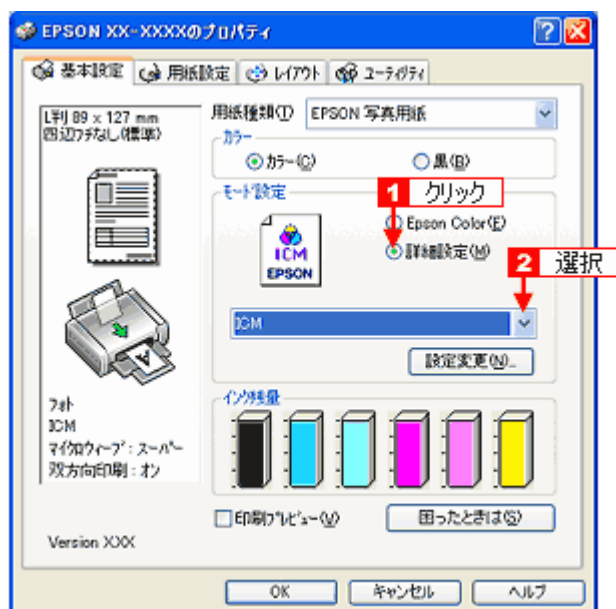 EPSON XX-XXXXのプロパティ
基本設定 用紙設定 レイアウト ユーティリティ
L判 89 x 127 mm
四辺フチなし(標準)
用紙種類(T) EPSON 写真用紙
カラー
カラー(C) 黒(B)
モード設定
1 クリック
ICM
EPSON
Epson Color(E)
詳細設定(M)
2 選択
ICM
設定変更(N)...
インク残量
フォト
ICM
マイクロウィーブ : スーパー
双方向印刷 : オン
印刷プレビュー(V) 困ったときは(S)
Version XXX
OK キャンセル ヘルプ